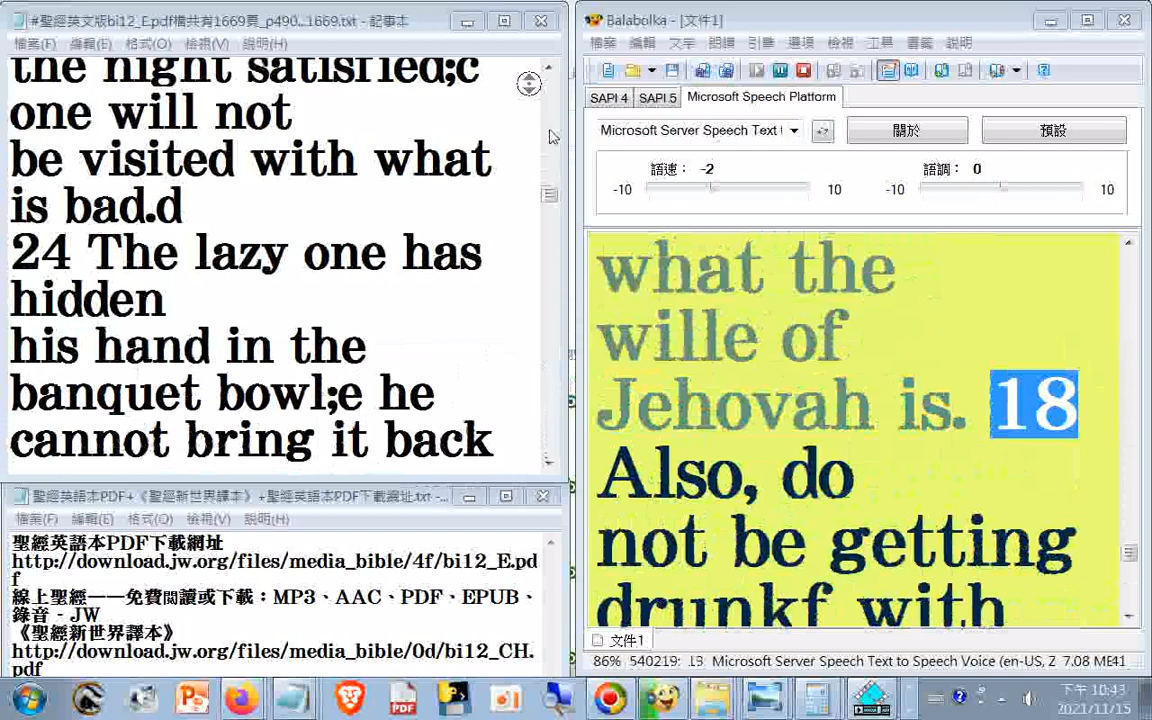 #聖經英文版bi12_E.pdf檔共有1669頁_p490...1669.txt - 記事本
檔案(F) 編輯(E) 格式(O) 檢視(V) 說明(H)
the night satisfied;c
one will not
be visited with what
is bad.d
24 The lazy one has
hidden
his hand in the
banquet bowl;e he
cannot bring it back
聖經英語本PDF+《聖經新世界譯本》+聖經英語本PDF下載網址.txt -...
檔案(F) 編輯(E) 格式(O) 檢視(V) 說明(H)
聖經英語本PDF下載網址
http://download.jw.org/files/media_bible/4f/bi12_E.pd
f
線上聖經——免費閱讀或下載：MP3、AAC、PDF、EPUB、
錄音 - JW
《聖經新世界譯本》
http://download.jw.org/files/media_bible/0d/bi12_CH.
pdf
Balabolka - [文件1]
檔案 編輯 文字 朗讀 引擎 選項 檢視 工具 書籤 說明
SAPI 4 SAPI 5 Microsoft Speech Platform
Microsoft Server Speech Text 關於 預設
語速： -2 語調： 0
-10 10 -10 10
what the
wille of
Jehovah is. 18
Also, do
not be getting
drunkf with
文件1
86% 540219: 13 Microsoft Server Speech Text to Speech Voice (en-US, Z 7.08 ME41
下午 10:43
2021/11/15